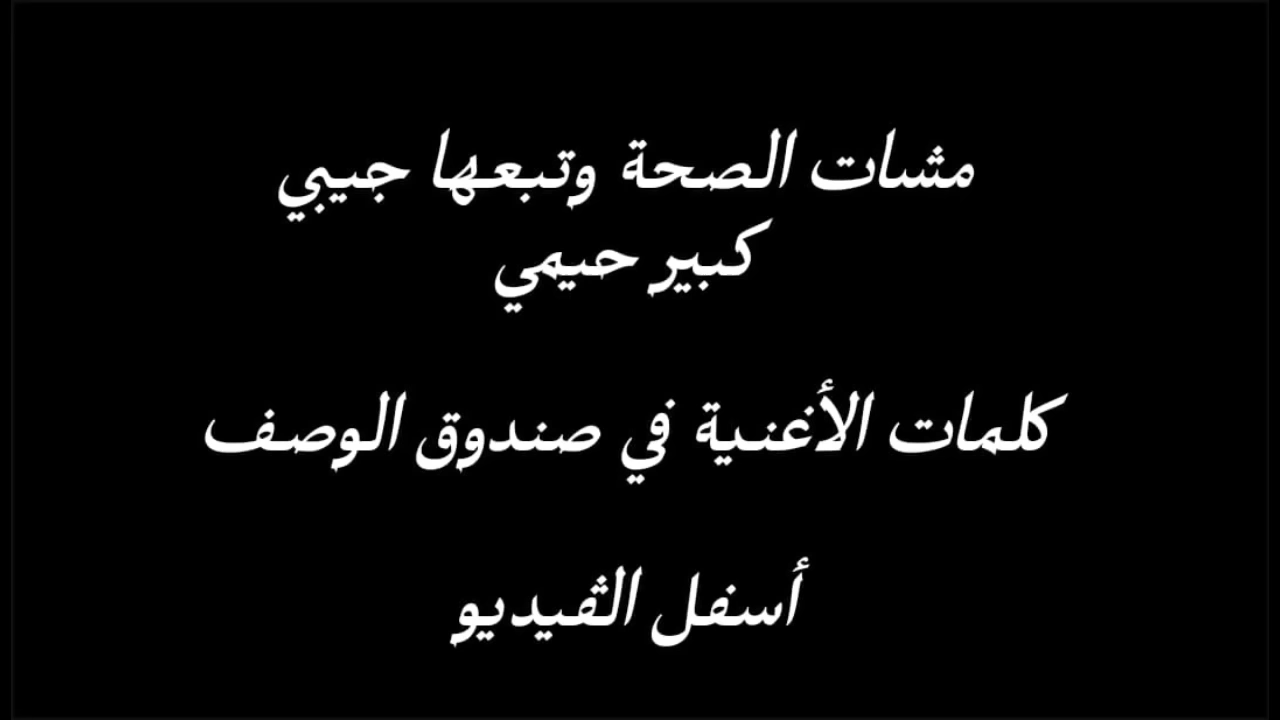 مشات الصحة وتبعها جيبي
كبير حيمي
كلمات الأغنية في صندوق الوصف
أسفل الڤيديو